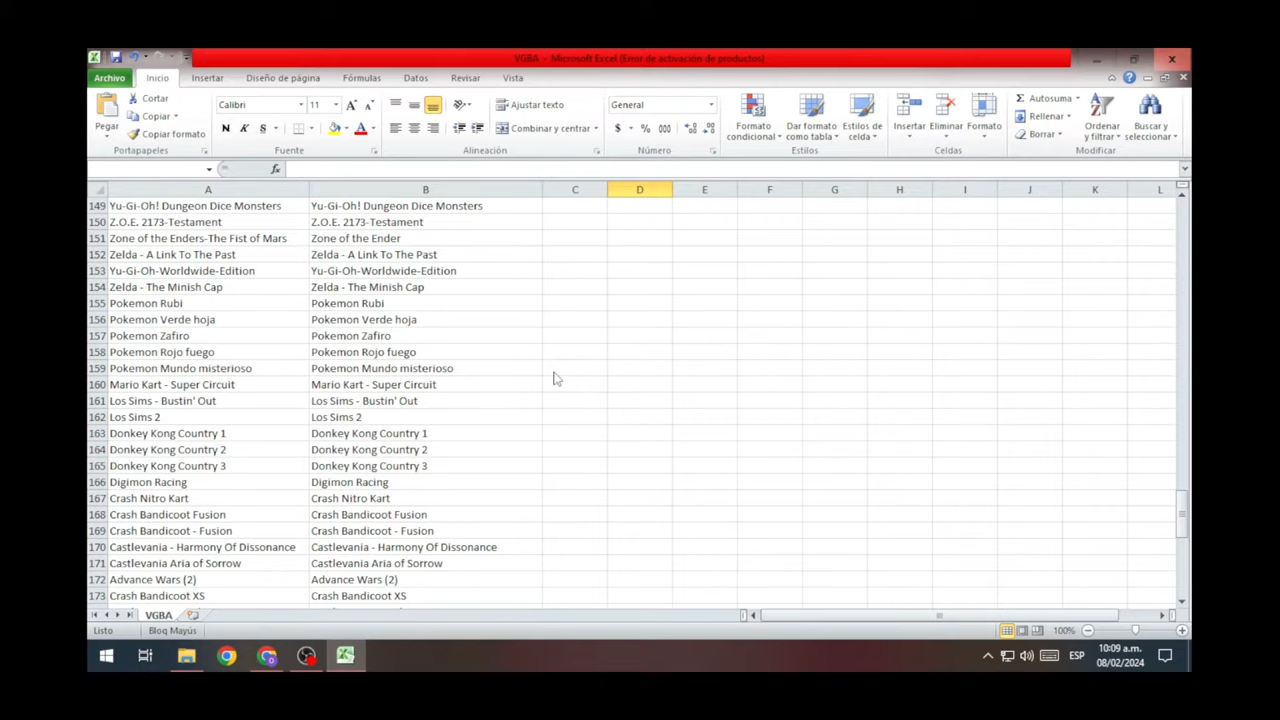 VGBA - Microsoft Excel (Error de activación de productos)
Archivo Inicio Insertar Diseño de página Fórmulas Datos Revisar Vista
Pegar Cortar Copiar Copiar formato Portapapeles
Calibri 11 N K S A Fuente
Ajustar texto Combinar y centrar Alineación
General $ % 000 Número
Formato condicional Dar formato como tabla Estilos de celda Estilos
Insertar Eliminar Formato Celdas
Autosuma Rellenar Borrar Ordenar y filtrar Buscar y seleccionar Modificar
fx
A B C D E F G H I J K L
149 Yu-Gi-Oh! Dungeon Dice Monsters Yu-Gi-Oh! Dungeon Dice Monsters
150 Z.O.E. 2173-Testament Z.O.E. 2173-Testament
151 Zone of the Enders-The Fist of Mars Zone of the Ender
152 Zelda - A Link To The Past Zelda - A Link To The Past
153 Yu-Gi-Oh-Worldwide-Edition Yu-Gi-Oh-Worldwide-Edition
154 Zelda - The Minish Cap Zelda - The Minish Cap
155 Pokemon Rubi Pokemon Rubi
156 Pokemon Verde hoja Pokemon Verde hoja
157 Pokemon Zafiro Pokemon Zafiro
158 Pokemon Rojo fuego Pokemon Rojo fuego
159 Pokemon Mundo misterioso Pokemon Mundo misterioso
160 Mario Kart - Super Circuit Mario Kart - Super Circuit
161 Los Sims - Bustin' Out Los Sims - Bustin' Out
162 Los Sims 2 Los Sims 2
163 Donkey Kong Country 1 Donkey Kong Country 1
164 Donkey Kong Country 2 Donkey Kong Country 2
165 Donkey Kong Country 3 Donkey Kong Country 3
166 Digimon Racing Digimon Racing
167 Crash Nitro Kart Crash Nitro Kart
168 Crash Bandicoot Fusion Crash Bandicoot Fusion
169 Crash Bandicoot - Fusion Crash Bandicoot - Fusion
170 Castlevania - Harmony Of Dissonance Castlevania - Harmony Of Dissonance
171 Castlevania Aria of Sorrow Castlevania Aria of Sorrow
172 Advance Wars (2) Advance Wars (2)
173 Crash Bandicoot XS Crash Bandicoot XS
VGBA
Listo Bloq Mayús 100%
ESP 10:09 a.m.
08/02/2024